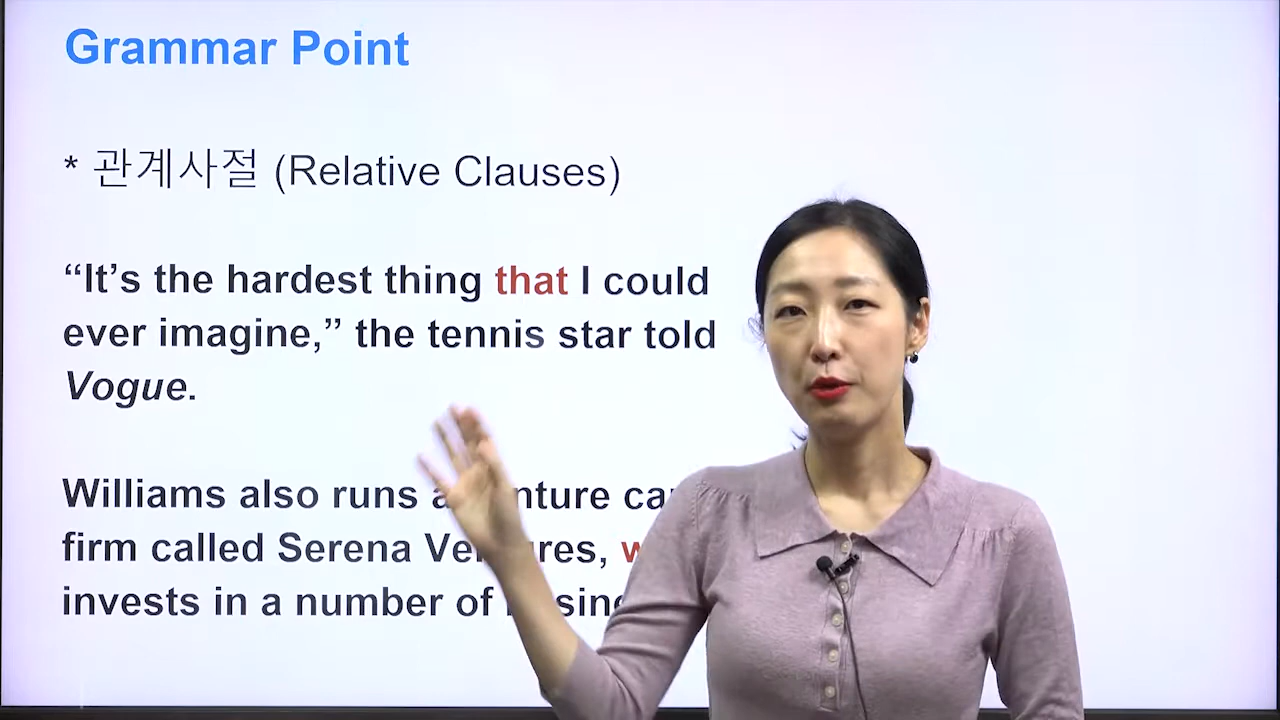 Grammar Point
* 관계사절 (Relative Clauses)
“It’s the hardest thing that I could
ever imagine,” the tennis star told
Vogue.
Williams also runs
firm called Serena
invests in a number of